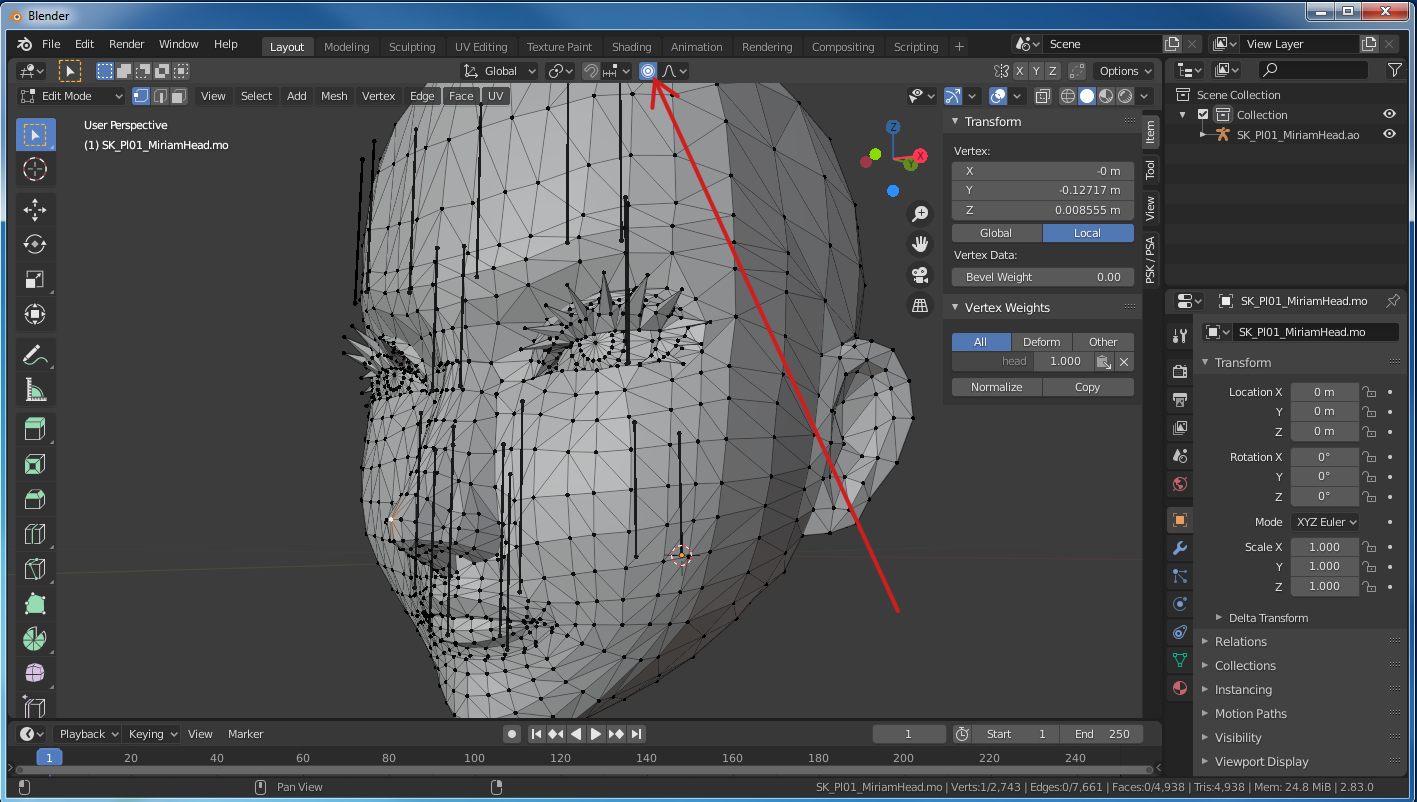 Blender
File Edit Render Window Help Layout Modeling Sculpting UV Editing Texture Paint Shading Animation Rendering Compositing Scripting + Scene View Layer
Global X Y Z Options
Edit Mode View Select Add Mesh Vertex Edge Face UV
User Perspective
(1) SK_Pl01_MiriamHead.mo
Z
X
Y
Transform
Vertex:
X -0 m
Y -0.12717 m
Z 0.008555 m
Global Local
Vertex Data:
Bevel Weight 0.00
Vertex Weights
All Deform Other
head 1.000
Normalize Copy
Item
Tool
View
PSK / PSA
Scene Collection
Collection
SK_Pl01_MiriamHead.ao
SK_Pl01_MiriamHead.mo
SK_Pl01_MiriamHead.mo
Transform
Location X 0 m
Y 0 m
Z 0 m
Rotation X 0°
Y 0°
Z 0°
Mode XYZ Euler
Scale X 1.000
Y 1.000
Z 1.000
Delta Transform
Relations
Collections
Instancing
Motion Paths
Visibility
Viewport Display
Playback Keying View Marker 1 Start 1 End 250
1 20 40 60 80 100 120 140 160 180 200 220 240
Pan View SK_Pl01_MiriamHead.mo | Verts:1/2,743 | Edges:0/7,661 | Faces:0/4,938 | Tris:4,938 | Mem: 24.8 MiB | 2.83.0